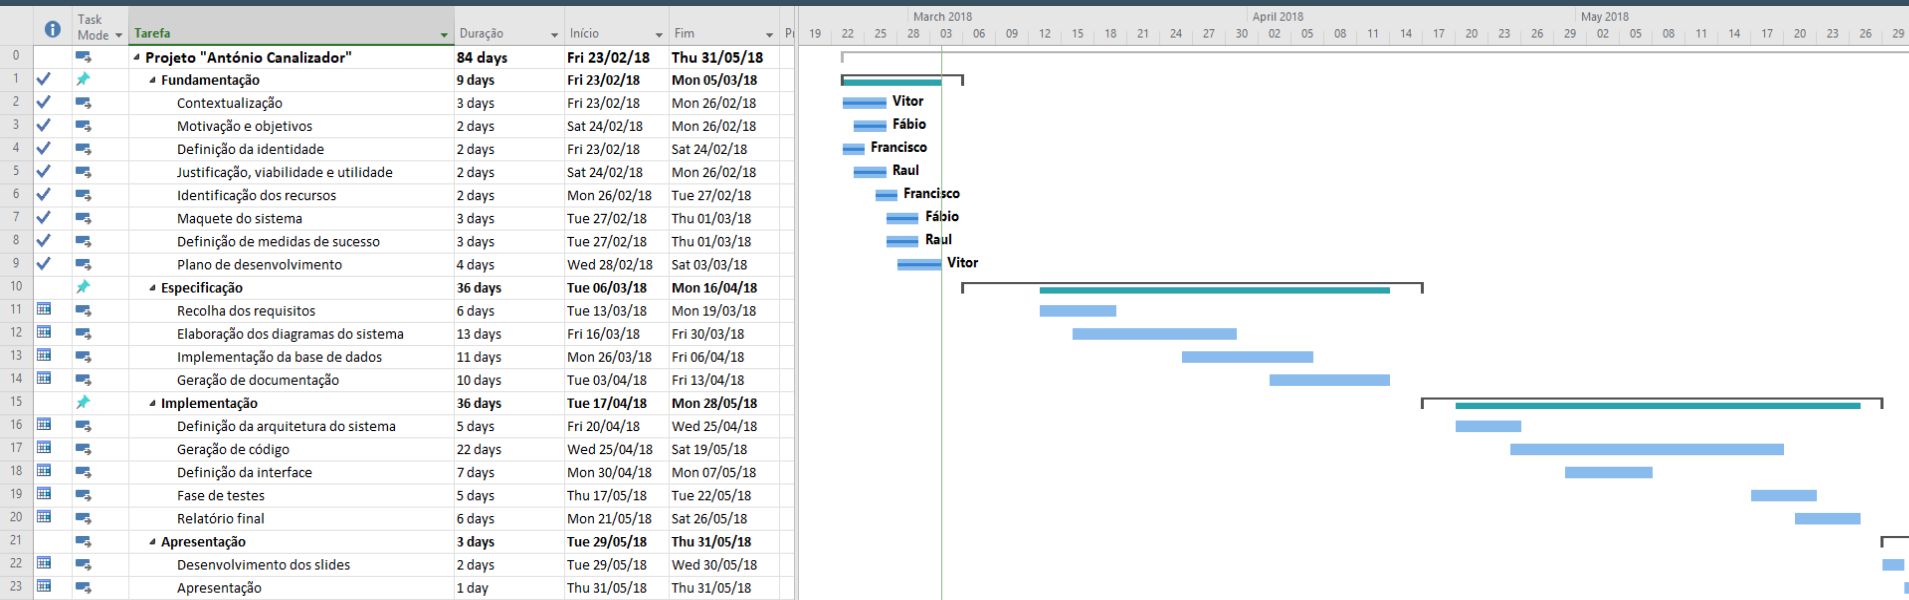 March 2018 April 2018 May 2018
Task Mode Tarefa Duração Início Fim 19 22 25 28 03 06 09 12 15 18 21 24 27 30 02 05 08 11 14 17 20 23 26 29 02 05 08 11 14 17 20 23 26 29
0 Projeto "António Canalizador" 84 days Fri 23/02/18 Thu 31/05/18
1 Fundamentação 9 days Fri 23/02/18 Mon 05/03/18
2 Contextualização 3 days Fri 23/02/18 Mon 26/02/18 Vitor
3 Motivação e objetivos 2 days Sat 24/02/18 Mon 26/02/18 Fábio
4 Definição da identidade 2 days Fri 23/02/18 Sat 24/02/18 Francisco
5 Justificação, viabilidade e utilidade 2 days Sat 24/02/18 Mon 26/02/18 Raul
6 Identificação dos recursos 2 days Mon 26/02/18 Tue 27/02/18 Francisco
7 Maquete do sistema 3 days Tue 27/02/18 Thu 01/03/18 Fábio
8 Definição de medidas de sucesso 3 days Tue 27/02/18 Thu 01/03/18 Raul
9 Plano de desenvolvimento 4 days Wed 28/02/18 Sat 03/03/18 Vitor
10 Especificação 36 days Tue 06/03/18 Mon 16/04/18
11 Recolha dos requisitos 6 days Tue 13/03/18 Mon 19/03/18
12 Elaboração dos diagramas do sistema 13 days Fri 16/03/18 Fri 30/03/18
13 Implementação da base de dados 11 days Mon 26/03/18 Fri 06/04/18
14 Geração de documentação 10 days Tue 03/04/18 Fri 13/04/18
15 Implementação 36 days Tue 17/04/18 Mon 28/05/18
16 Definição da arquitetura do sistema 5 days Fri 20/04/18 Wed 25/04/18
17 Geração de código 22 days Wed 25/04/18 Sat 19/05/18
18 Definição da interface 7 days Mon 30/04/18 Mon 07/05/18
19 Fase de testes 5 days Thu 17/05/18 Tue 22/05/18
20 Relatório final 6 days Mon 21/05/18 Sat 26/05/18
21 Apresentação 3 days Tue 29/05/18 Thu 31/05/18
22 Desenvolvimento dos slides 2 days Tue 29/05/18 Wed 30/05/18
23 Apresentação 1 day Thu 31/05/18 Thu 31/05/18